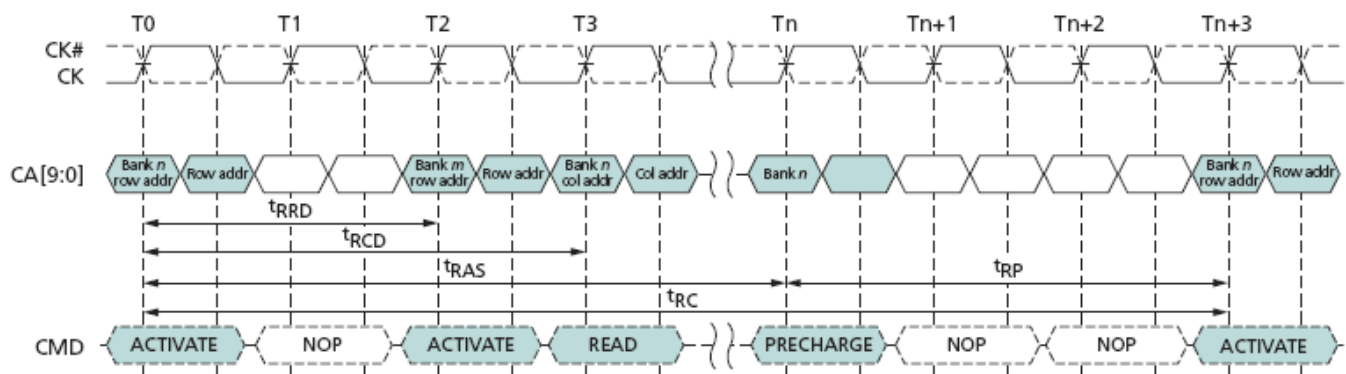 T0 T1 T2 T3 Tn Tn+1 Tn+2 Tn+3
CK#
CK
CA[9:0]
Bank n row addr
Row addr
Bank m row addr
Row addr
Bank n col addr
Col addr
Bank n
Bank n row addr
Row addr
tRRD
tRCD
tRAS
tRP
tRC
CMD ACTIVATE NOP ACTIVATE READ PRECHARGE NOP NOP ACTIVATE